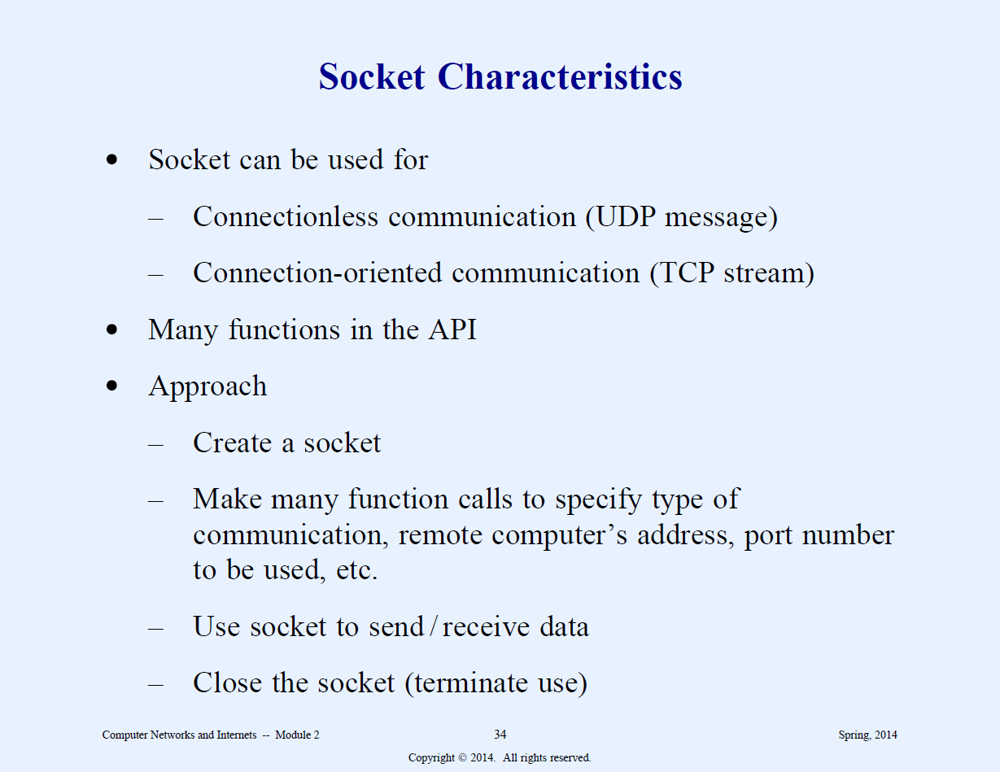 Socket Characteristics
• Socket can be used for
– Connectionless communication (UDP message)
– Connection-oriented communication (TCP stream)
• Many functions in the API
• Approach
– Create a socket
– Make many function calls to specify type of
communication, remote computer’s address, port number
to be used, etc.
– Use socket to send / receive data
– Close the socket (terminate use)
Computer Networks and Internets -- Module 2 34 Spring, 2014
Copyright © 2014. All rights reserved.